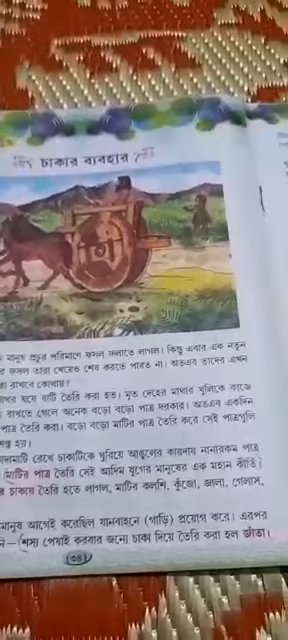 চাকার ব্যবহার
মানুষ প্রচুর পরিমাণে ফসল ফলাতে লাগল। কিন্তু এবার এক নতুন
ফসল তারা খেয়েও শেষ করতে পারত না। অতএব তাদের এখন
রাখবে কোথায়?
ঘষে বাটি তৈরি করা হত। মৃত দেহের মাথার খুলিকে কাজে
রাখতে গেলে অনেক বড়ো বড়ো পাত্র দরকার। অতএব একদিন
পাত্র তৈরি করা। বড়ো বড়ো মাটির পাত্র তৈরি করে সেই পাত্রগুলি
শক্ত হয়।
কাদামাটি রেখে চাকাটিকে ঘুরিয়ে আঙুলের কায়দায় নানারকম পাত্র
মাটির পাত্র তৈরি সেই আদিম যুগের মানুষের এক মহান কীর্তি।
চাকায় তৈরি হতে লাগল, মাটির কলশি, কুঁজো, জালা, গেলাস,
মানুষ আগেই করেছিল যানবাহনে (গাড়ি) প্রয়োগ করে। এরপর
— শস্য পেষাই করবার জন্যে চাকা দিয়ে তৈরি করা হল জাঁতা।
(৩৪)